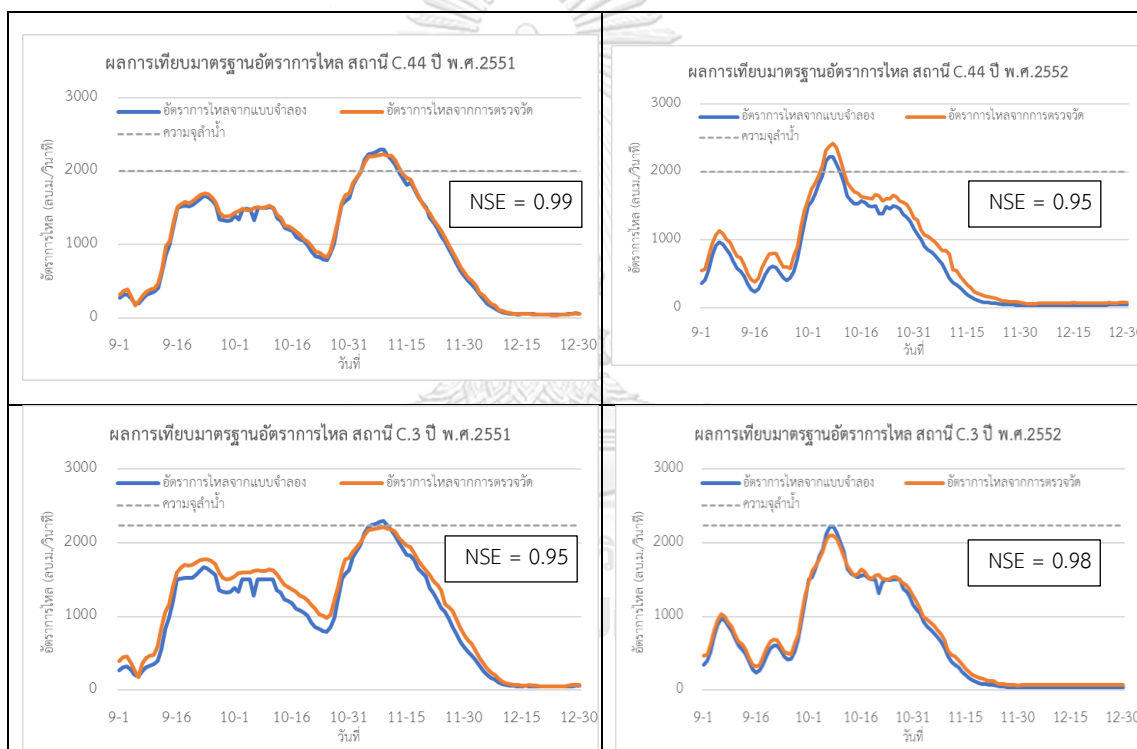 ผลการเทียบมาตรฐานอัตราการไหล สถานี C.44 ปี พ.ศ.2551
3000
อัตราการไหลจากแบบจำลอง อัตราการไหลจากการตรวจวัด
ความจุลำน้ำ
2000
NSE = 0.99
1000
0
อัตราการไหล (ลบ.ม./วินาที)
9-1 9-16 10-1 10-16 10-31 11-15 11-30 12-15 12-30
วันที่
ผลการเทียบมาตรฐานอัตราการไหล สถานี C.44 ปี พ.ศ.2552
3000
อัตราการไหลจากแบบจำลอง อัตราการไหลจากการตรวจวัด
ความจุลำน้ำ
2000
NSE = 0.95
1000
0
อัตราการไหล (ลบ.ม./วินาที)
9-1 9-16 10-1 10-16 10-31 11-15 11-30 12-15 12-30
วันที่
ผลการเทียบมาตรฐานอัตราการไหล สถานี C.3 ปี พ.ศ.2551
3000
อัตราการไหลจากแบบจำลอง อัตราการไหลจากการตรวจวัด
ความจุลำน้ำ
2000
NSE = 0.95
1000
0
อัตราการไหล (ลบ.ม./วินาที)
9-1 9-16 10-1 10-16 10-31 11-15 11-30 12-15 12-30
วันที่
ผลการเทียบมาตรฐานอัตราการไหล สถานี C.3 ปี พ.ศ.2552
3000
อัตราการไหลจากแบบจำลอง อัตราการไหลจากการตรวจวัด
ความจุลำน้ำ
2000
NSE = 0.98
1000
0
อัตราการไหล (ลบ.ม./วินาที)
9-1 9-16 10-1 10-16 10-31 11-15 11-30 12-15 12-30
วันที่